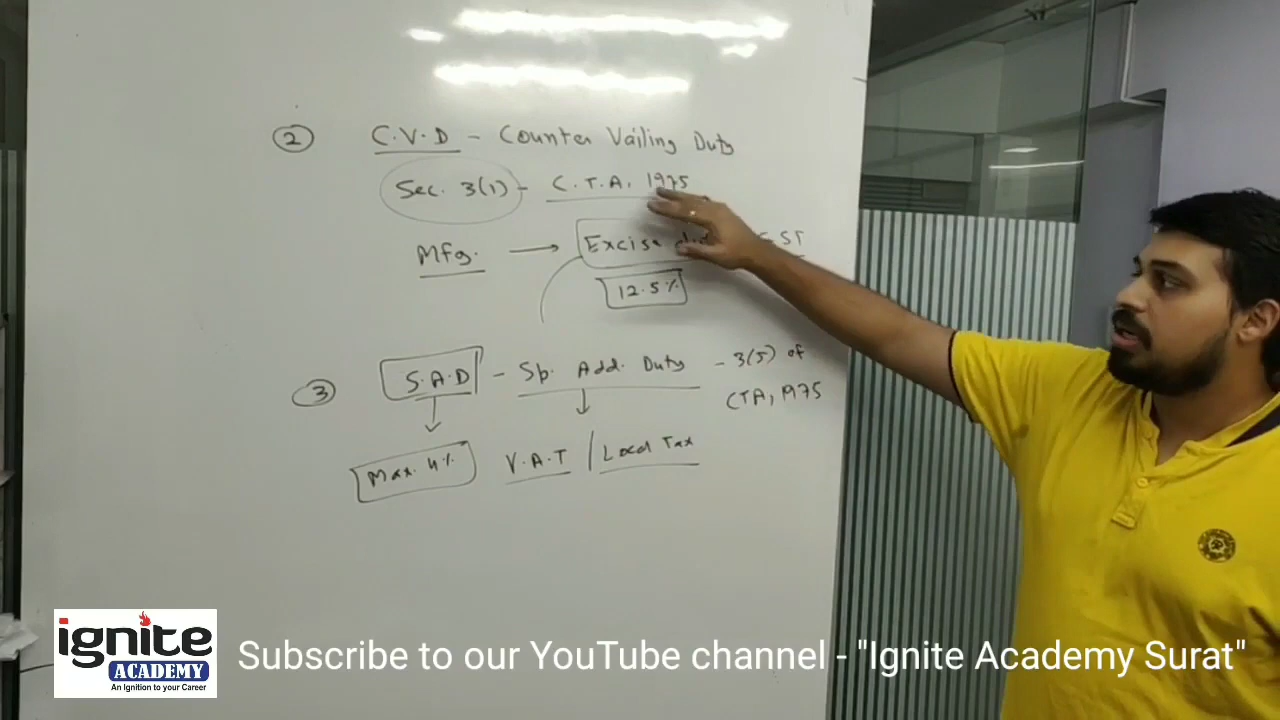 2 C.V.D - Counter Vailing Duty
Sec. 3(1) - C.T.A. 1975
Mfg. → Excise
12.5%
3 S.A.D - Sp. Add. Duty - 3(5) of
CTA, 1975
Max. 4% V.A.T / Local Tax
ignite
ACADEMY
An Ignition to your Career
Subscribe to our YouTube channel - "Ignite Academy Surat"